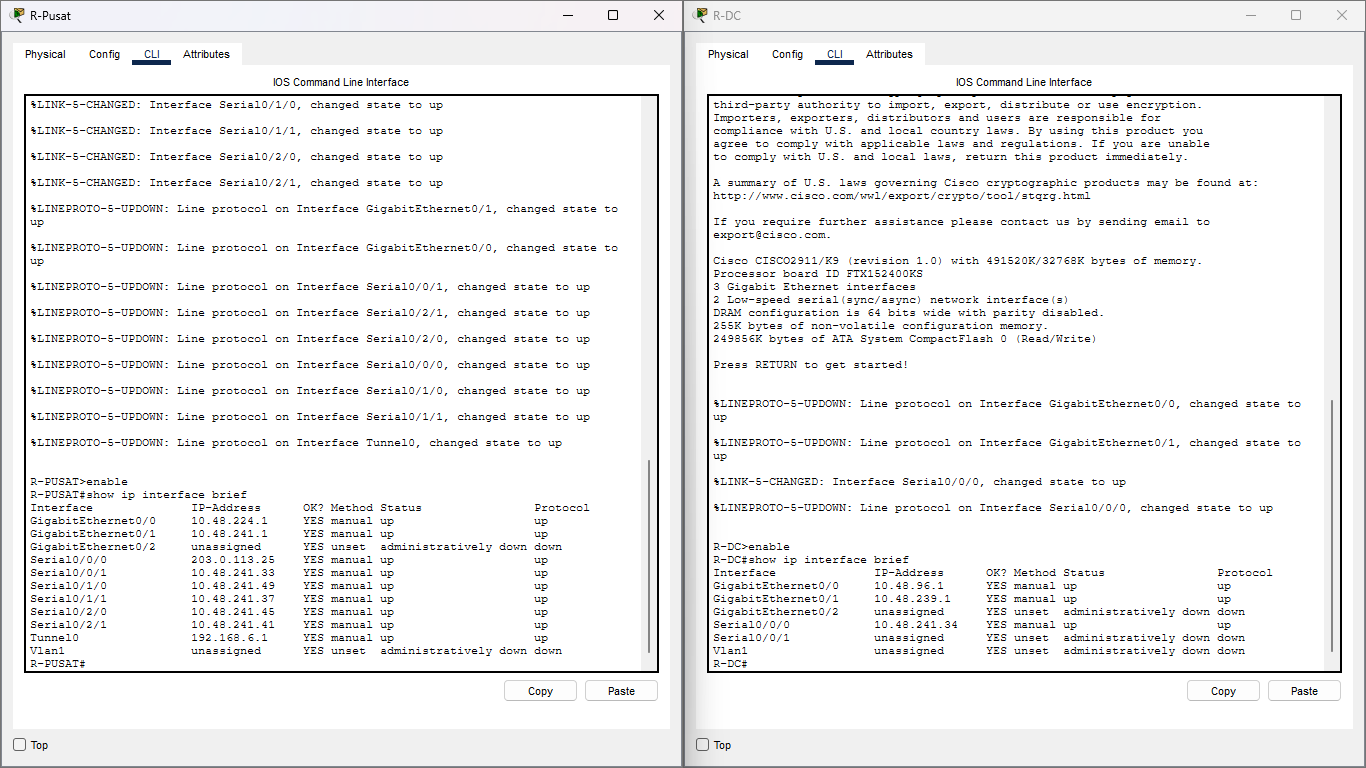 R-Pusat
Physical Config CLI Attributes
IOS Command Line Interface
%LINK-5-CHANGED: Interface Serial0/1/0, changed state to up
%LINK-5-CHANGED: Interface Serial0/1/1, changed state to up
%LINK-5-CHANGED: Interface Serial0/2/0, changed state to up
%LINK-5-CHANGED: Interface Serial0/2/1, changed state to up
%LINEPROTO-5-UPDOWN: Line protocol on Interface GigabitEthernet0/1, changed state to
up
%LINEPROTO-5-UPDOWN: Line protocol on Interface GigabitEthernet0/0, changed state to
up
%LINEPROTO-5-UPDOWN: Line protocol on Interface Serial0/0/1, changed state to up
%LINEPROTO-5-UPDOWN: Line protocol on Interface Serial0/2/1, changed state to up
%LINEPROTO-5-UPDOWN: Line protocol on Interface Serial0/2/0, changed state to up
%LINEPROTO-5-UPDOWN: Line protocol on Interface Serial0/0/0, changed state to up
%LINEPROTO-5-UPDOWN: Line protocol on Interface Serial0/1/0, changed state to up
%LINEPROTO-5-UPDOWN: Line protocol on Interface Serial0/1/1, changed state to up
%LINEPROTO-5-UPDOWN: Line protocol on Interface Tunnel0, changed state to up
R-PUSAT>enable
R-PUSAT#show ip interface brief
Interface IP-Address OK? Method Status Protocol
GigabitEthernet0/0 10.48.224.1 YES manual up up
GigabitEthernet0/1 10.48.241.1 YES manual up up
GigabitEthernet0/2 unassigned YES unset administratively down down
Serial0/0/0 203.0.113.25 YES manual up up
Serial0/0/1 10.48.241.33 YES manual up up
Serial0/1/0 10.48.241.49 YES manual up up
Serial0/1/1 10.48.241.37 YES manual up up
Serial0/2/0 10.48.241.45 YES manual up up
Serial0/2/1 10.48.241.41 YES manual up up
Tunnel0 192.168.6.1 YES manual up up
Vlan1 unassigned YES unset administratively down down
R-PUSAT#
Copy Paste
Top
R-DC
Physical Config CLI Attributes
IOS Command Line Interface
third-party authority to import, export, distribute or use encryption.
Importers, exporters, distributors and users are responsible for
compliance with U.S. and local country laws. By using this product you
agree to comply with applicable laws and regulations. If you are unable
to comply with U.S. and local laws, return this product immediately.
A summary of U.S. laws governing Cisco cryptographic products may be found at:
http://www.cisco.com/wwl/export/crypto/tool/stqrg.html
If you require further assistance please contact us by sending email to
export@cisco.com.
Cisco CISCO2911/K9 (revision 1.0) with 491520K/32768K bytes of memory.
Processor board ID FTX152400KS
3 Gigabit Ethernet interfaces
2 Low-speed serial(sync/async) network interface(s)
DRAM configuration is 64 bits wide with parity disabled.
255K bytes of non-volatile configuration memory.
249856K bytes of ATA System CompactFlash 0 (Read/Write)
Press RETURN to get started!
%LINEPROTO-5-UPDOWN: Line protocol on Interface GigabitEthernet0/0, changed state to
up
%LINEPROTO-5-UPDOWN: Line protocol on Interface GigabitEthernet0/1, changed state to
up
%LINK-5-CHANGED: Interface Serial0/0/0, changed state to up
%LINEPROTO-5-UPDOWN: Line protocol on Interface Serial0/0/0, changed state to up
R-DC>enable
R-DC#show ip interface brief
Interface IP-Address OK? Method Status Protocol
GigabitEthernet0/0 10.48.96.1 YES manual up up
GigabitEthernet0/1 10.48.239.1 YES manual up up
GigabitEthernet0/2 unassigned YES unset administratively down down
Serial0/0/0 10.48.241.34 YES manual up up
Serial0/0/1 unassigned YES unset administratively down down
Vlan1 unassigned YES unset administratively down down
R-DC#
Copy Paste
Top